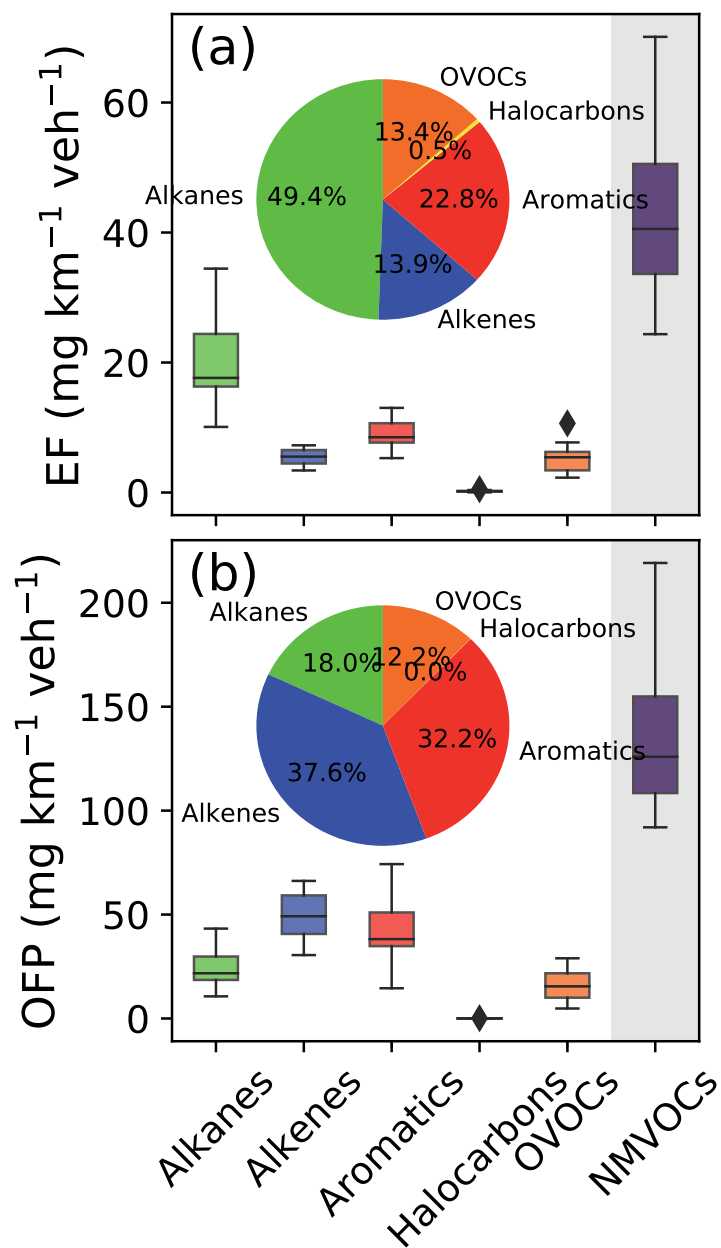 (a)
EF (mg km⁻¹ veh⁻¹)
60
40
20
0
OVOCs
Halocarbons
Aromatics
Alkenes
Alkanes
13.4%
0.5%
22.8%
13.9%
49.4%
(b)
OFP (mg km⁻¹ veh⁻¹)
200
150
100
50
0
Alkanes
OVOCs
Halocarbons
Aromatics
Alkenes
18.0%
12.2%
0.0%
32.2%
37.6%
Alkanes
Alkenes
Aromatics
Halocarbons
OVOCs
NMVOCs